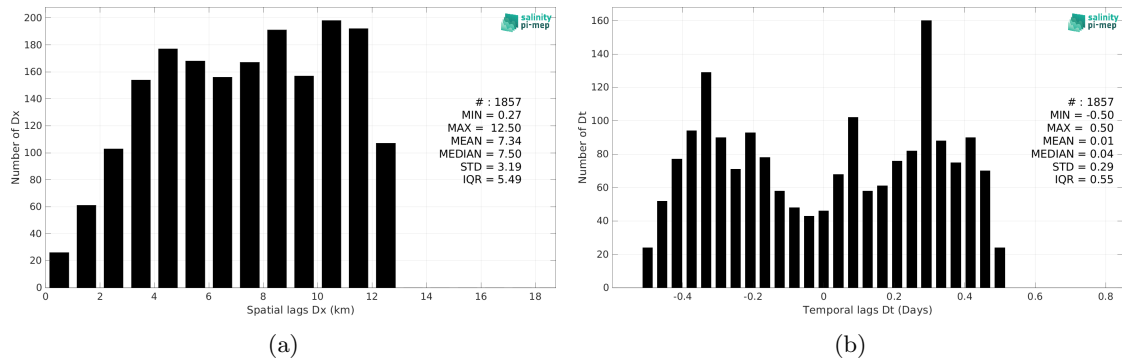 salinity
pi-mep
Number of Dx
200
180
160
140
120
100
80
60
40
20
0
# : 1857
MIN = 0.27
MAX = 12.50
MEAN = 7.34
MEDIAN = 7.50
STD = 3.19
IQR = 5.49
0 2 4 6 8 10 12 14 16 18
Spatial lags Dx (km)
(a)
salinity
pi-mep
Number of Dt
160
140
120
100
80
60
40
20
0
# : 1857
MIN = -0.50
MAX = 0.50
MEAN = 0.01
MEDIAN = 0.04
STD = 0.29
IQR = 0.55
-0.4 -0.2 0 0.2 0.4 0.6 0.8
Temporal lags Dt (Days)
(b)